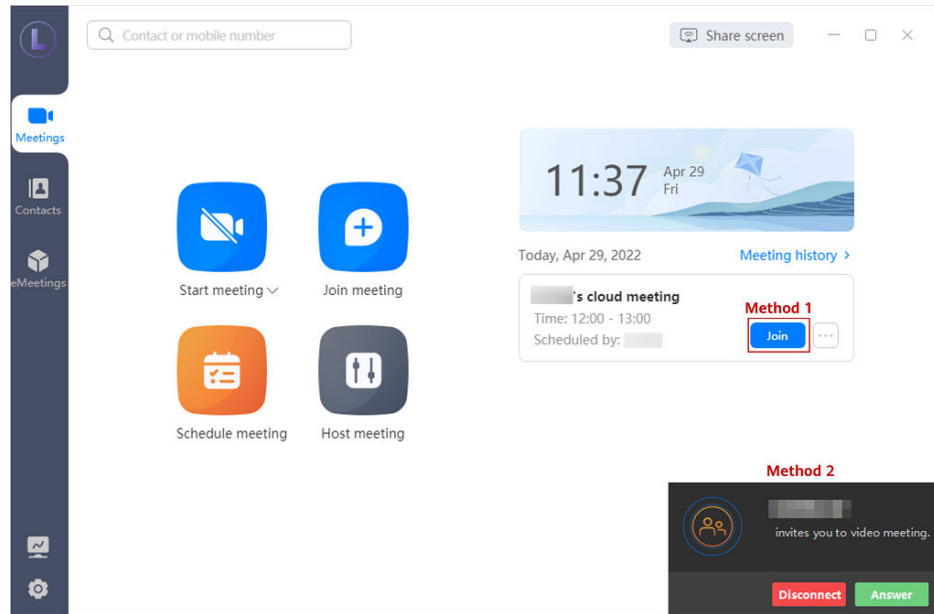 L
Contact or mobile number
Share screen
Meetings
Contacts
eMeetings
Start meeting
Join meeting
Schedule meeting
Host meeting
11:37
Apr 29
Fri
Today, Apr 29, 2022
Meeting history >
's cloud meeting
Time: 12:00 - 13:00
Scheduled by:
Method 1
Join
...
Method 2
invites you to video meeting.
Disconnect
Answer